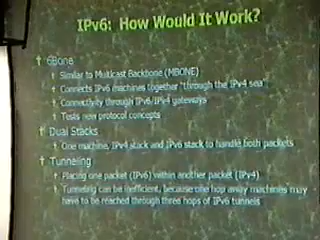 IPv6: How Would It Work?
6Bone
Similar to Multicast Backbone (MBONE)
Connects IPv6 machines together "through the IPv4 sea"
Connectivity through IPv6/IPv4 gateways
Tests new protocol concepts
Dual Stacks
One machine, IPv4 stack and IPv6 stack to handle both packets
Tunneling
Placing one packet (IPv6) within another packet (IPv4)
Tunneling can be inefficient, because one hop away machines may
have to be reached through three hops of IPv6 tunnels